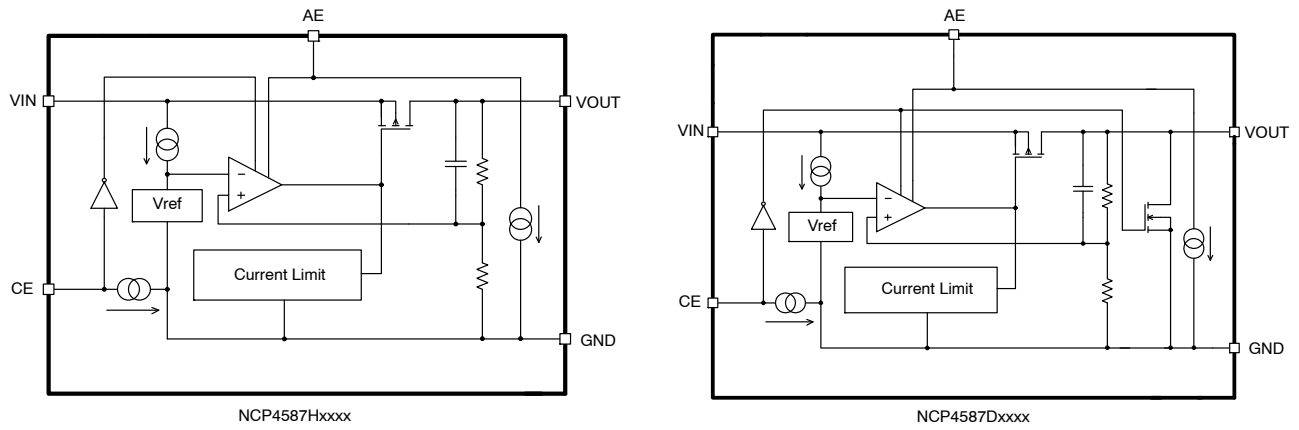 AE
VIN
VOUT
−
+
Vref
Current Limit
CE
GND
NCP4587Hxxxx
AE
VIN
VOUT
−
+
Vref
Current Limit
CE
GND
NCP4587Dxxxx